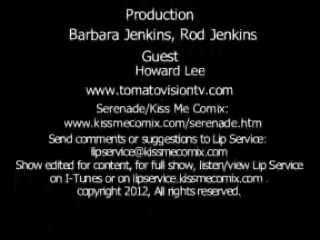 Production
Barbara Jenkins, Rod Jenkins
Guest
Howard Lee
www.tomatovisiontv.com
Serenade/Kiss Me Comix:
www.kissmecomix.com/serenade.htm
Send comments or suggestions to Lip Service:
lipservice@kissmecomix.com
Show edited for content, for full show, listen/view Lip Service
on I-Tunes or on lipservice.kissmecomix.com .
copyright 2012, All rights reserved.